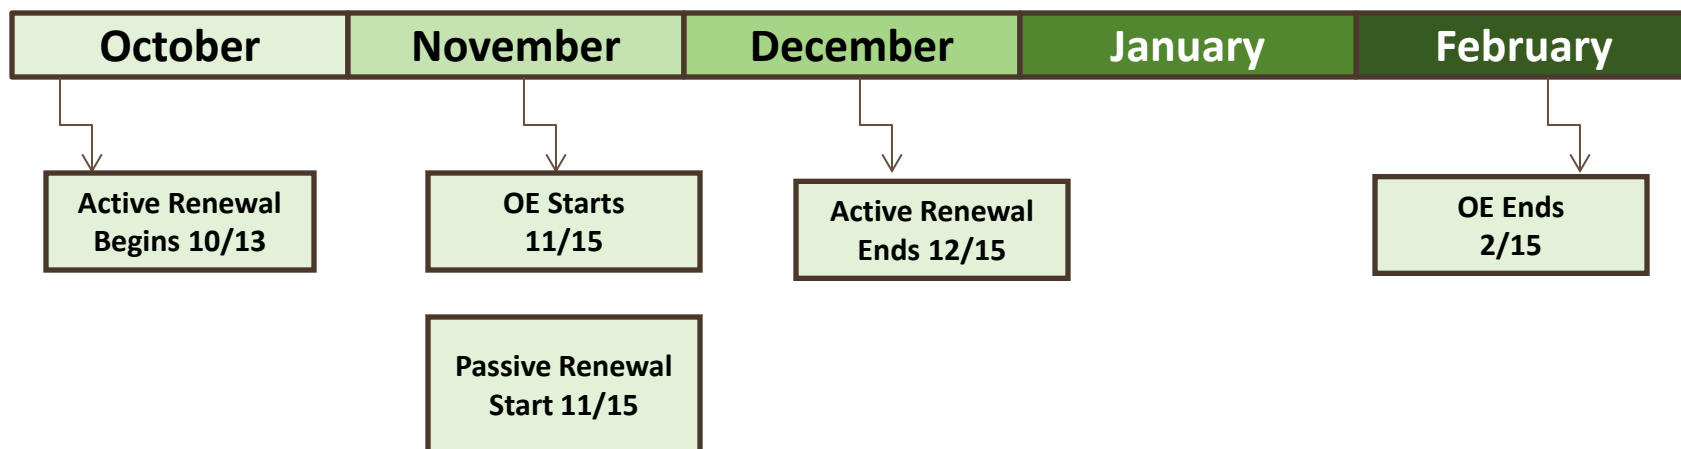 October
November
December
January
February
Active Renewal
Begins 10/13
OE Starts
11/15
Active Renewal
Ends 12/15
OE Ends
2/15
Passive Renewal
Start 11/15